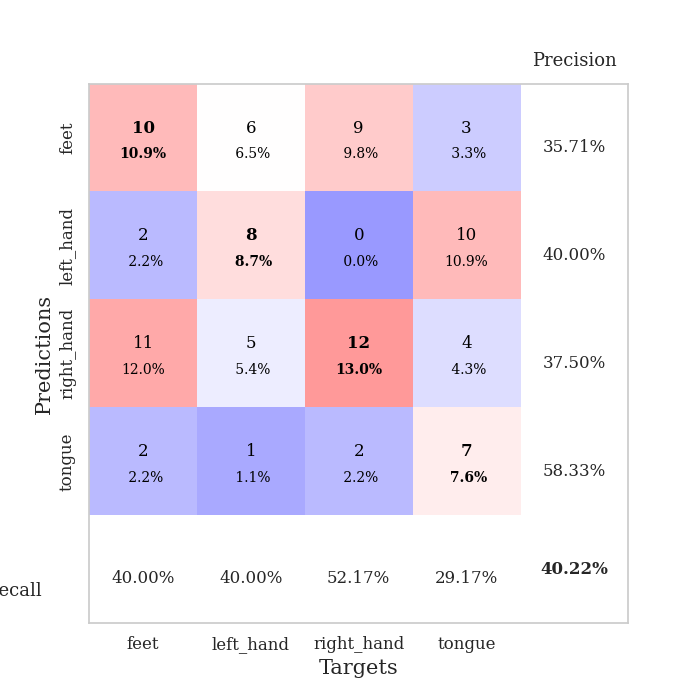 Precision
feet
10 6 9 3
10.9% 6.5% 9.8% 3.3%
35.71%
left_hand
2 8 0 10
2.2% 8.7% 0.0% 10.9%
40.00%
Predictions
right_hand
11 5 12 4
12.0% 5.4% 13.0% 4.3%
37.50%
tongue
2 1 2 7
2.2% 1.1% 2.2% 7.6%
58.33%
ecall
40.00% 40.00% 52.17% 29.17% 40.22%
feet left_hand right_hand tongue
Targets